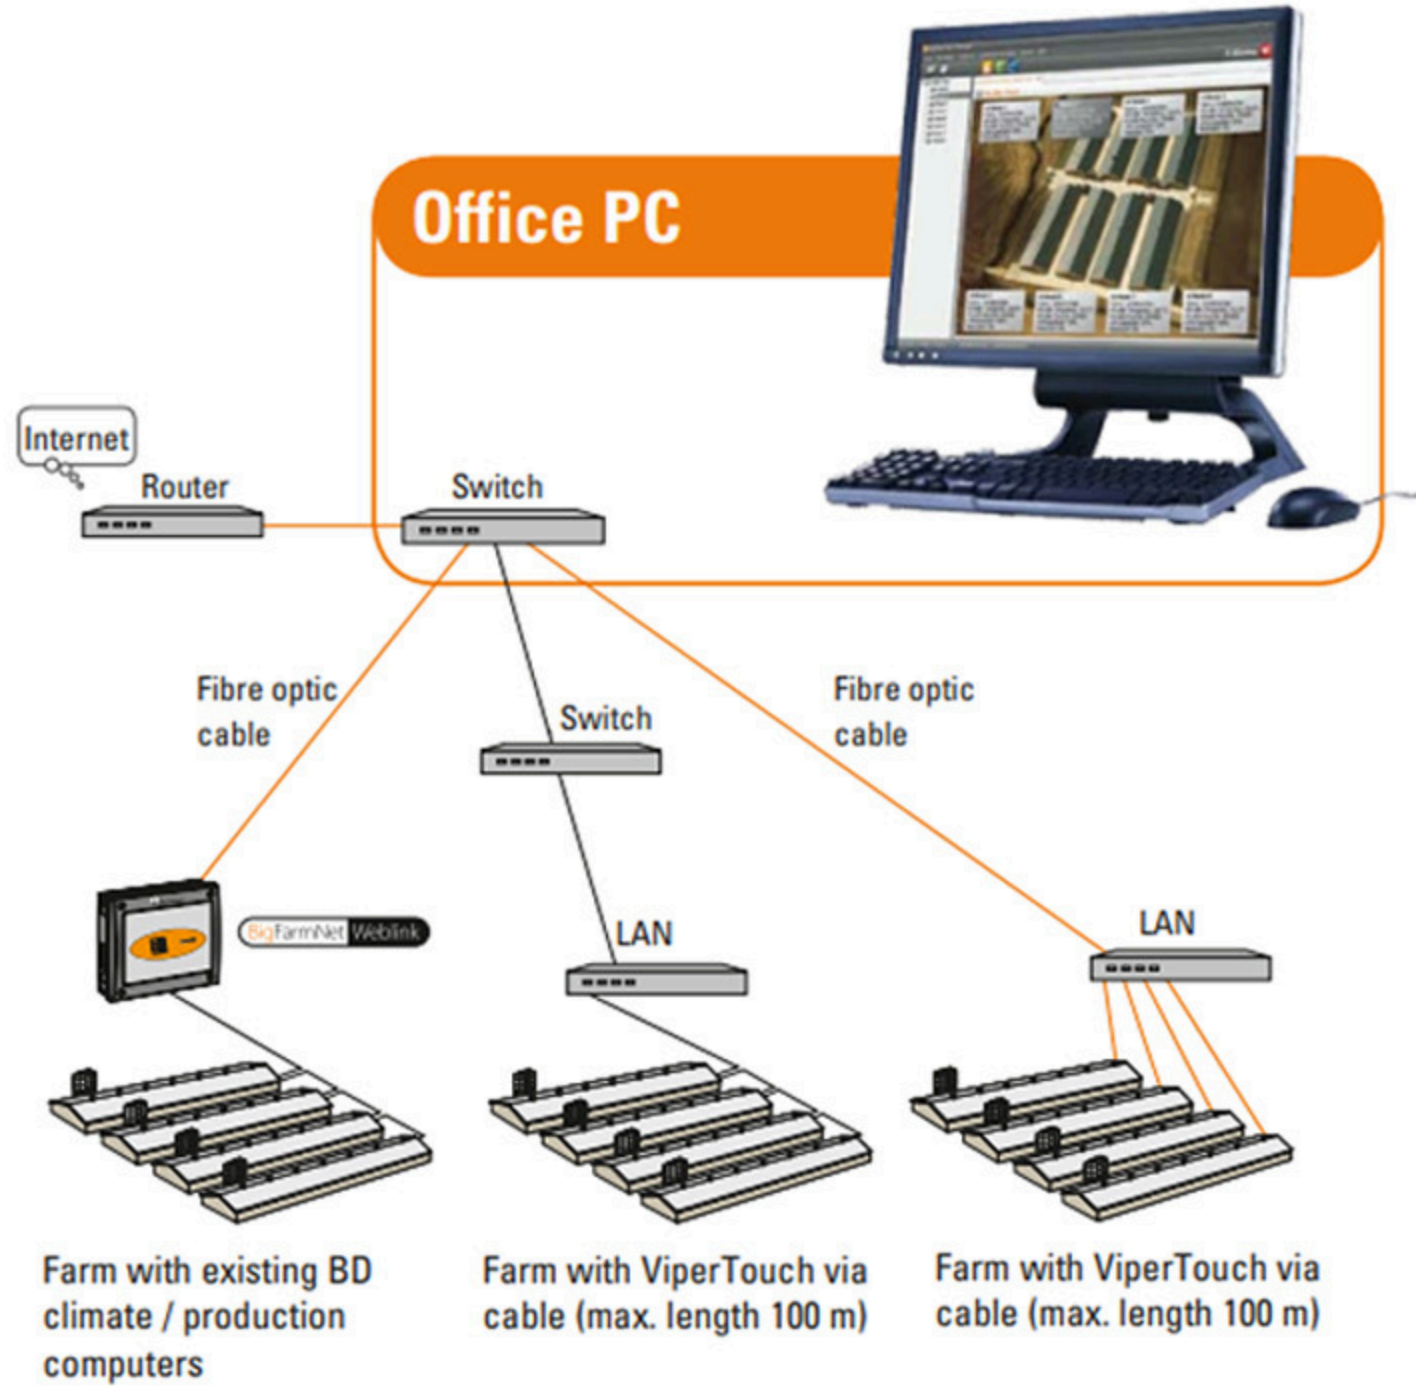 Office PC
Internet
Router
Switch
Fibre optic
cable
Fibre optic
cable
Switch
BigFarmNet Weblink
LAN
LAN
Farm with existing BD
climate / production
computers
Farm with ViperTouch via
cable (max. length 100 m)
Farm with ViperTouch via
cable (max. length 100 m)